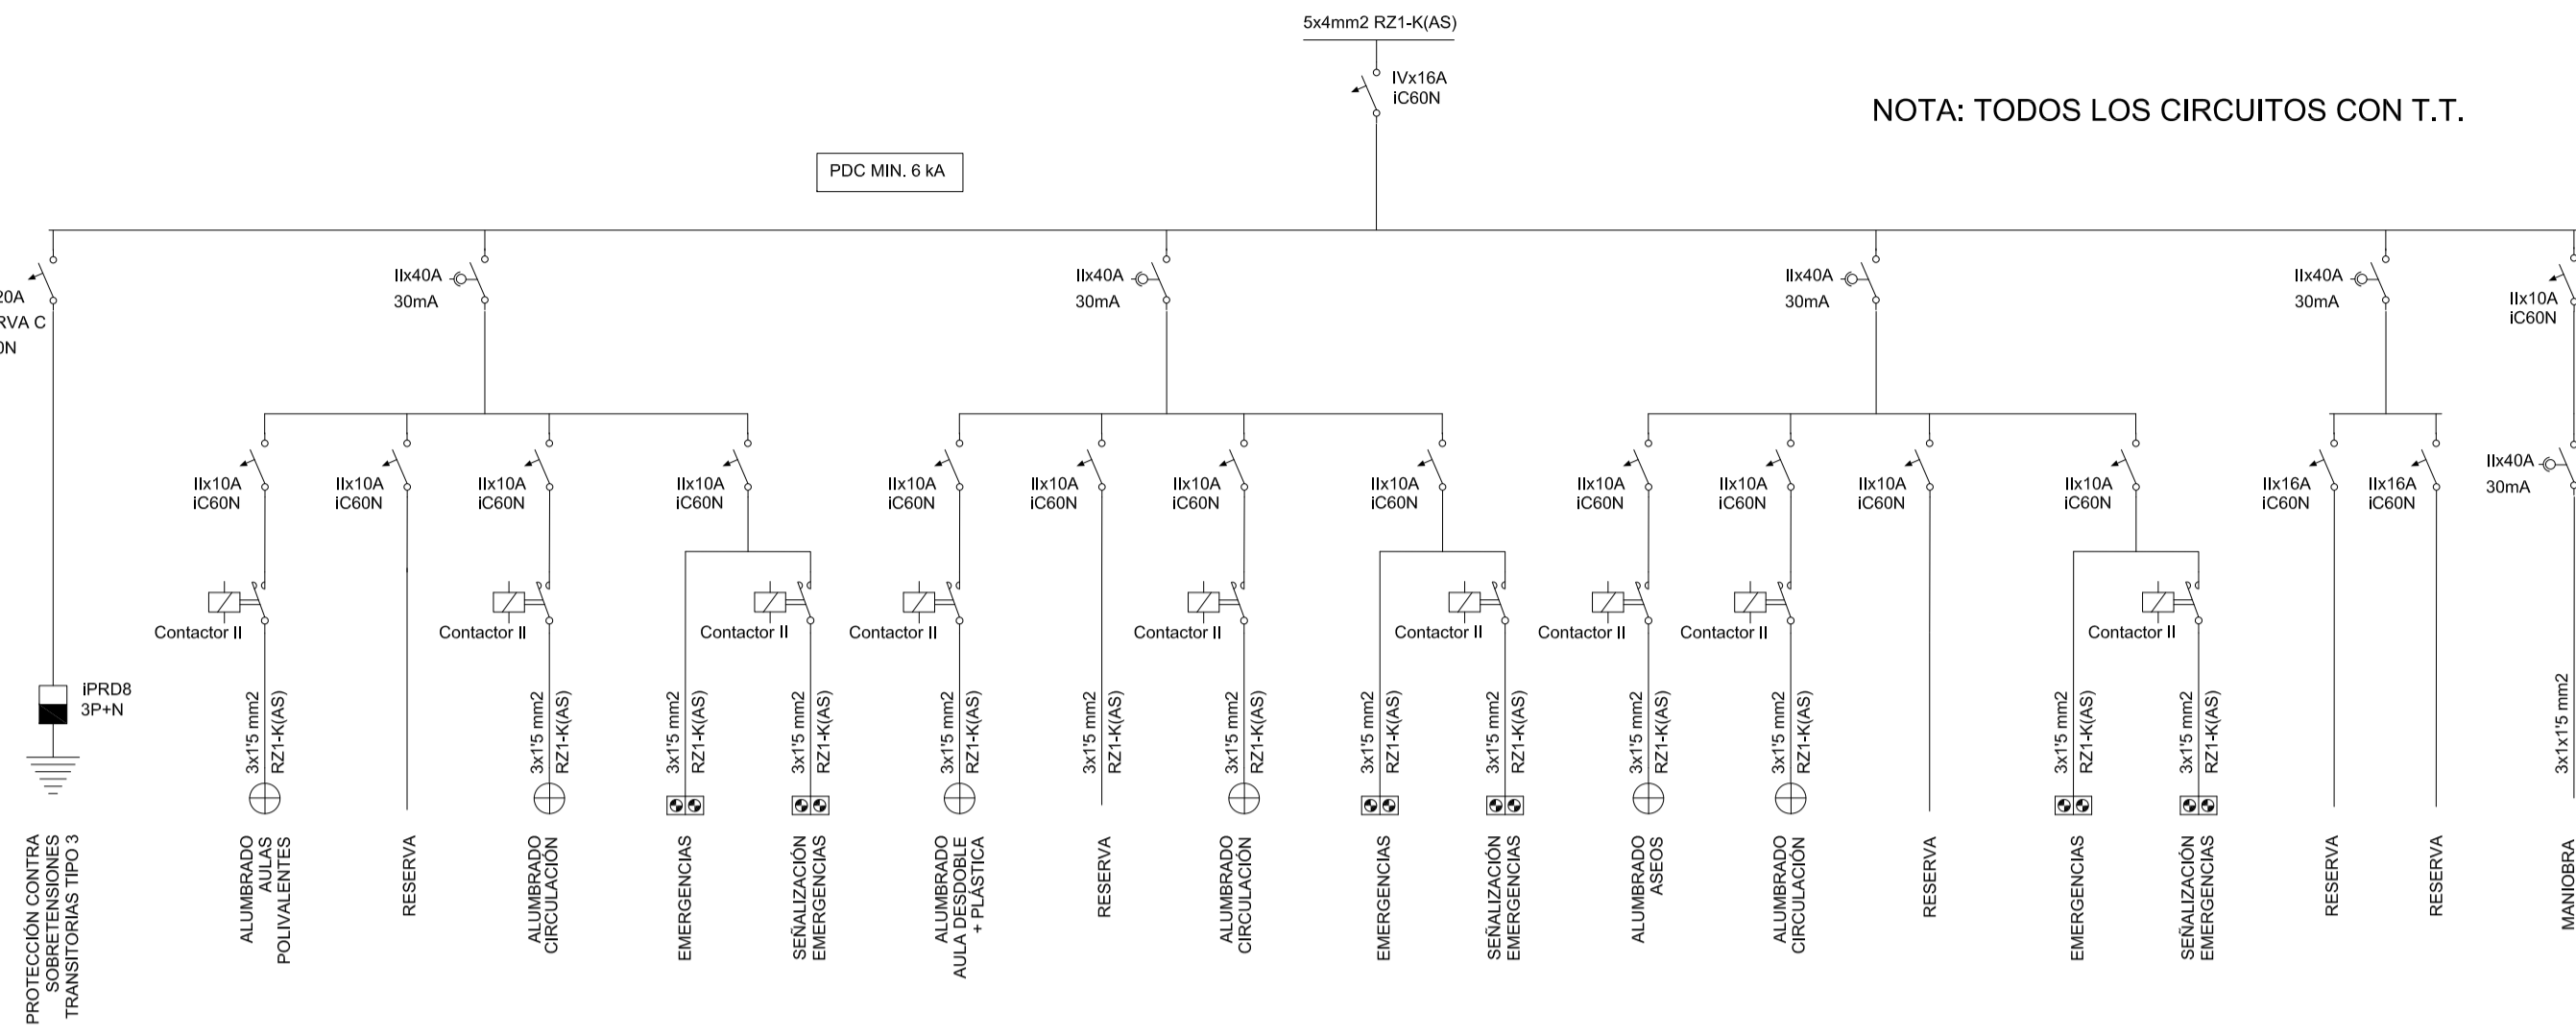 5x4mm2 RZ1-K(AS)
IVx16A
iC60N
NOTA: TODOS LOS CIRCUITOS CON T.T.
PDC MIN. 6 kA
20A
RVA C
0N
IIx40A
30mA
IIx40A
30mA
IIx40A
30mA
IIx40A
30mA
IIx10A
iC60N
IIx10A
iC60N
IIx10A
iC60N
IIx10A
iC60N
IIx10A
iC60N
IIx10A
iC60N
IIx10A
iC60N
IIx10A
iC60N
IIx10A
iC60N
IIx10A
iC60N
IIx10A
iC60N
IIx10A
iC60N
IIx10A
iC60N
IIx16A
iC60N
IIx16A
iC60N
IIx40A
30mA
Contactor II
Contactor II
Contactor II
Contactor II
Contactor II
Contactor II
Contactor II
Contactor II
Contactor II
iPRD8
3P+N
3x1'5 mm2
RZ1-K(AS)
3x1'5 mm2
RZ1-K(AS)
3x1'5 mm2
RZ1-K(AS)
3x1'5 mm2
RZ1-K(AS)
3x1'5 mm2
RZ1-K(AS)
3x1'5 mm2
RZ1-K(AS)
3x1'5 mm2
RZ1-K(AS)
3x1'5 mm2
RZ1-K(AS)
3x1'5 mm2
RZ1-K(AS)
3x1'5 mm2
RZ1-K(AS)
3x1'5 mm2
RZ1-K(AS)
3x1'5 mm2
RZ1-K(AS)
3x1'5 mm2
RZ1-K(AS)
3x1x1'5 mm2
PROTECCIÓN CONTRA
SOBRETENSIONES
TRANSITORIAS TIPO 3
ALUMBRADO
AULAS
POLIVALENTES
RESERVA
ALUMBRADO
CIRCULACIÓN
EMERGENCIAS
SEÑALIZACIÓN
EMERGENCIAS
ALUMBRADO
AULA DESDOBLE
+ PLÁSTICA
RESERVA
ALUMBRADO
CIRCULACIÓN
EMERGENCIAS
SEÑALIZACIÓN
EMERGENCIAS
ALUMBRADO
ASEOS
ALUMBRADO
CIRCULACIÓN
RESERVA
EMERGENCIAS
SEÑALIZACIÓN
EMERGENCIAS
RESERVA
RESERVA
MANIOBRA